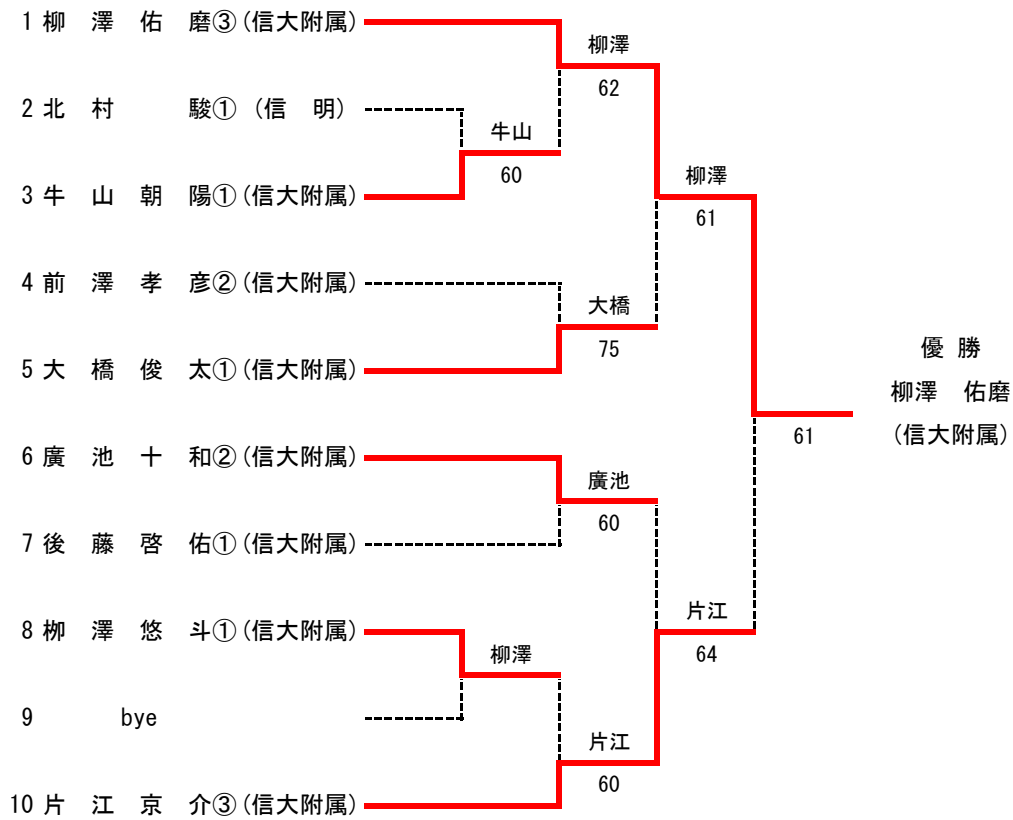 1 柳 澤 佑 磨③(信大附属)
柳澤
62
2 北 村 駿① (信 明)
牛山
60
3 牛 山 朝 陽①(信大附属)
柳澤
61
4 前 澤 孝 彦②(信大附属)
大橋
75
5 大 橋 俊 太①(信大附属)
優 勝
柳澤 佑磨
(信大附属)
61
6 廣 池 十 和②(信大附属)
廣池
60
7 後 藤 啓 佑①(信大附属)
片江
64
8 栁 澤 悠 斗①(信大附属)
柳澤
9 bye
片江
60
10 片 江 京 介③(信大附属)